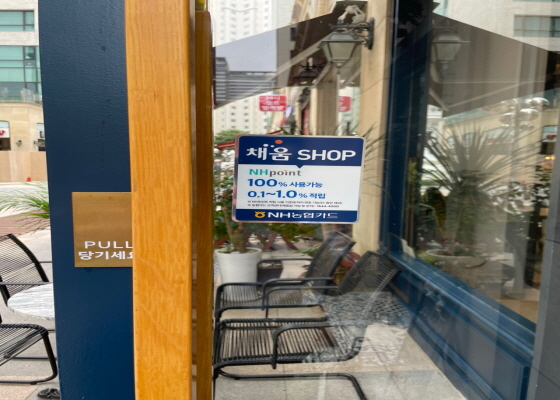 채움 SHOP
NHpoint
100% 사용가능
0.1~1.0% 적립
NH농협카드
PULL
당기세요